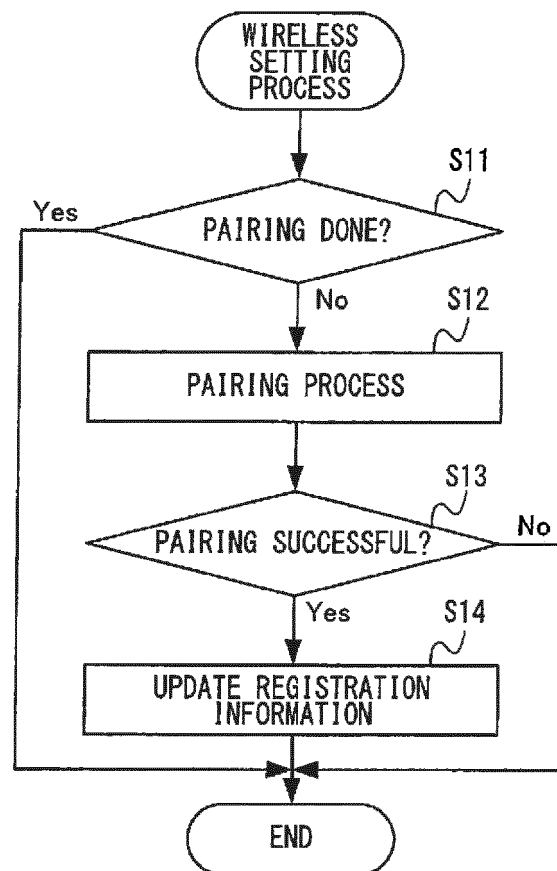 WIRELESS
SETTING
PROCESS
S11
Yes
PAIRING DONE?
No
S12
PAIRING PROCESS
S13
PAIRING SUCCESSFUL?
No
Yes
S14
UPDATE REGISTRATION
INFORMATION
END